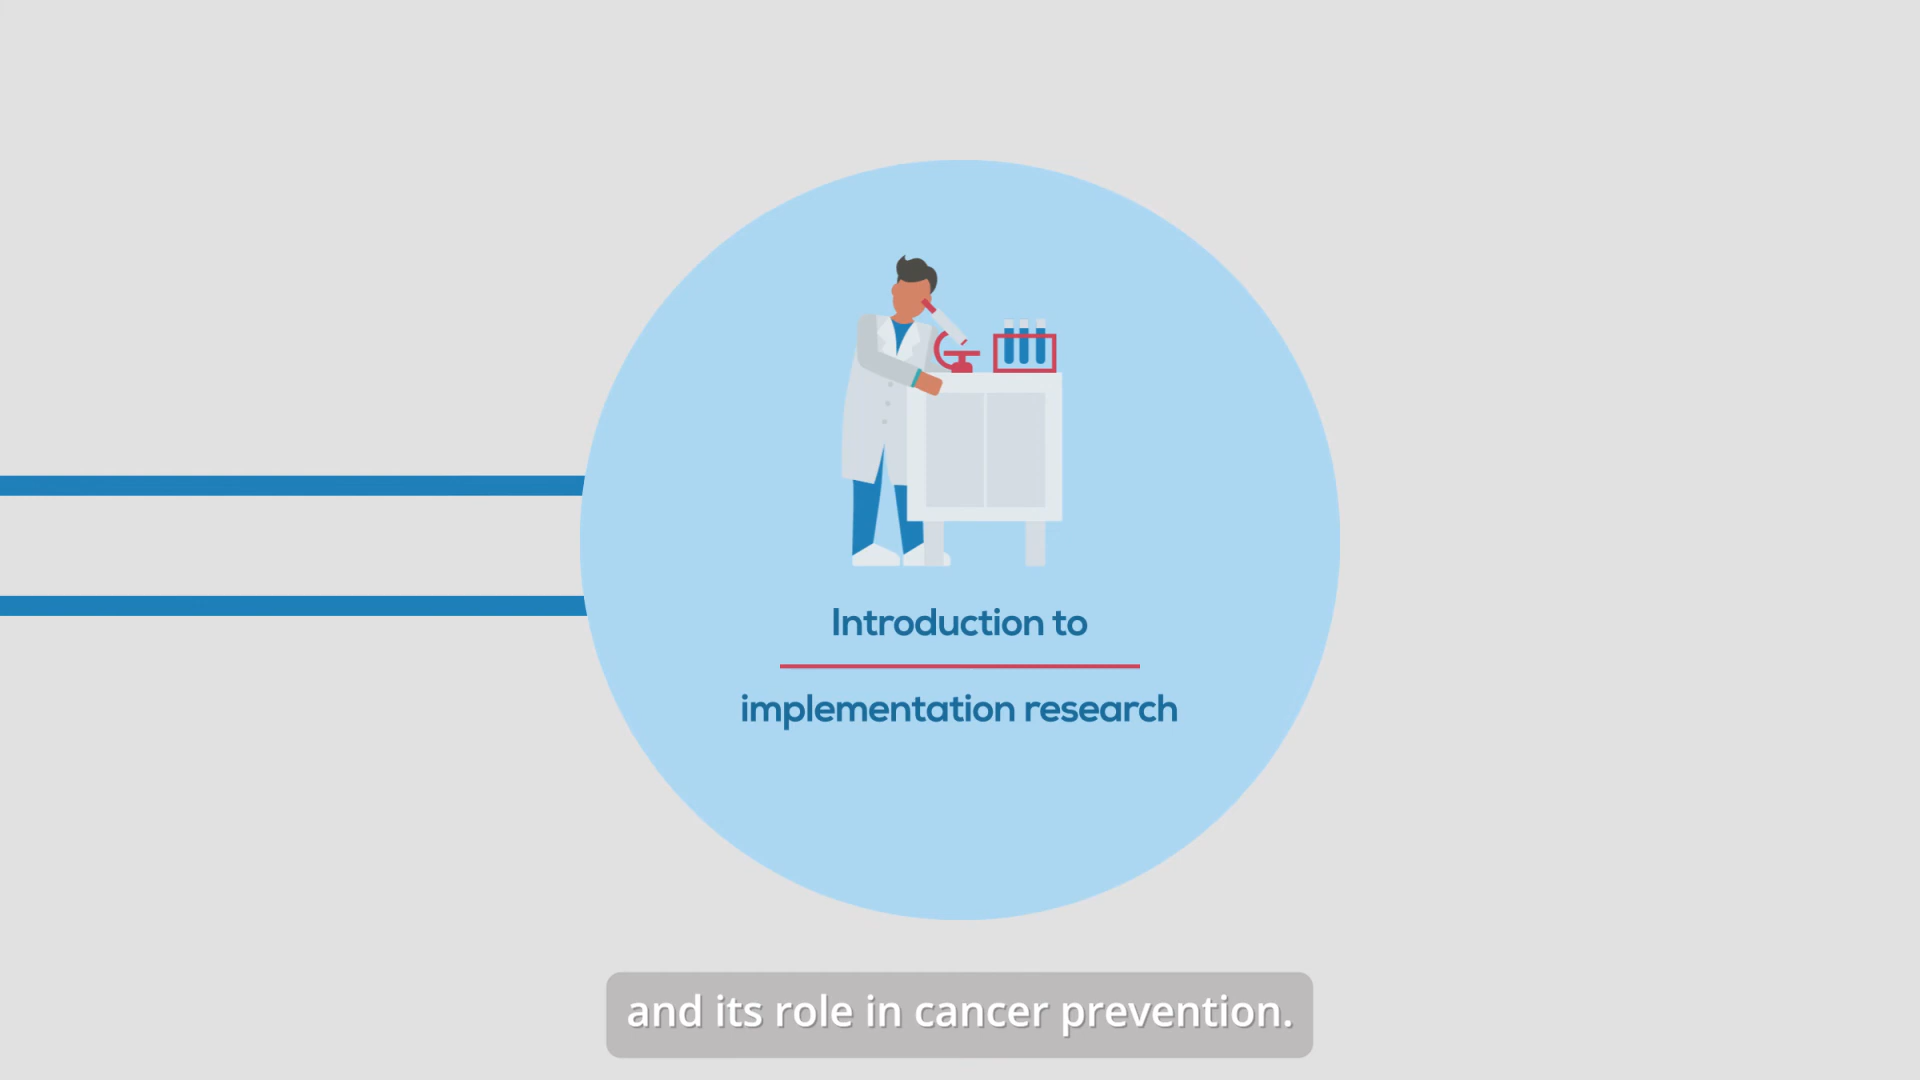 Introduction to
implementation research
and its role in cancer prevention.